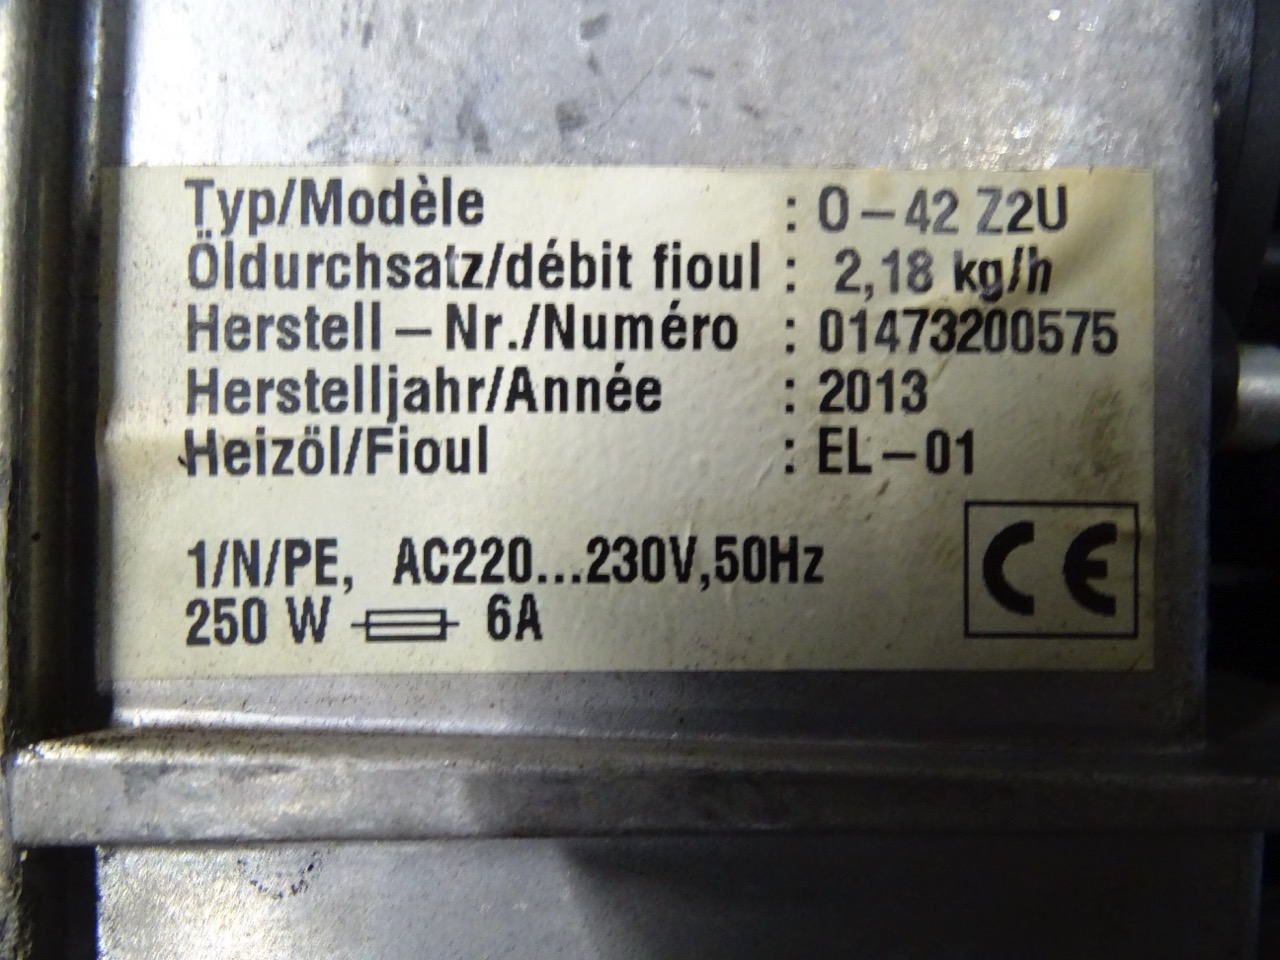 Typ/Modèle : O-42 Z2U
Öldurchsatz/débit fioul : 2,18 kg/h
Herstell-Nr./Numéro : 01473200575
Herstelljahr/Année : 2013
Heizöl/Fioul : EL-01
1/N/PE, AC220...230V,50Hz
250 W 6A
CE